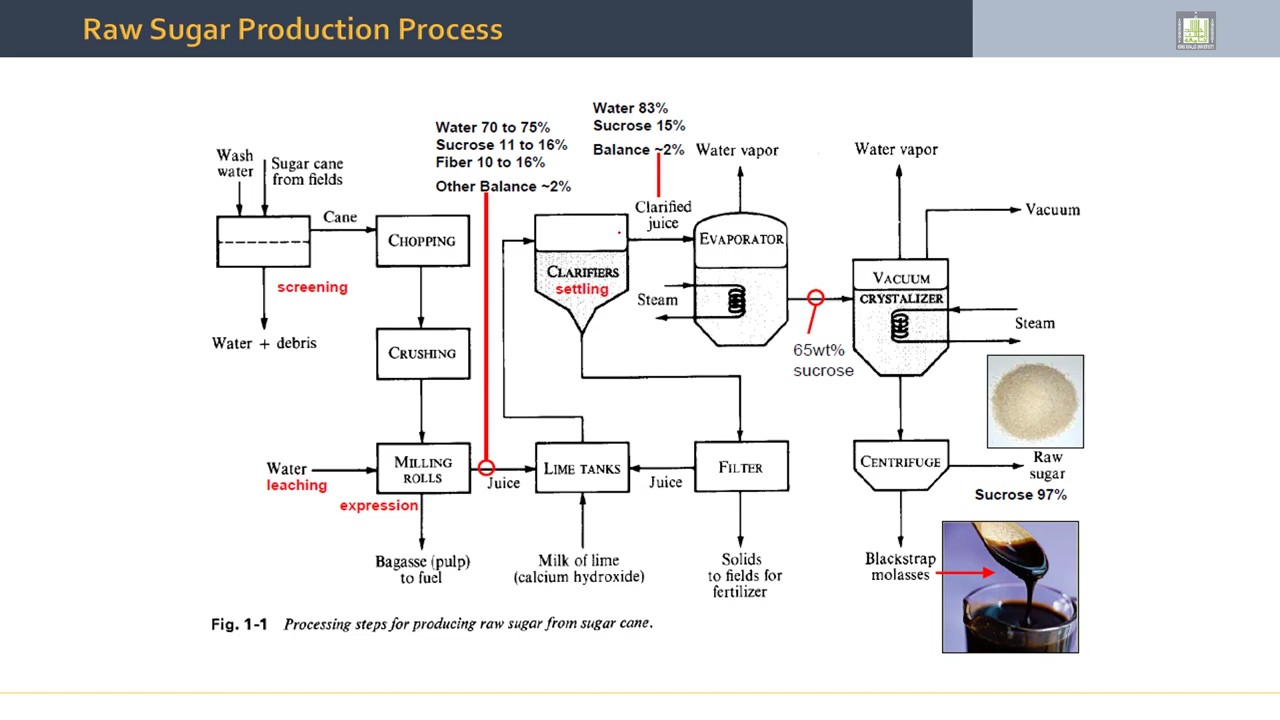 Raw Sugar Production Process
Water 83%
Sucrose 15%
Balance ~2%
Water 70 to 75%
Sucrose 11 to 16%
Fiber 10 to 16%
Other Balance ~2%
Wash
water
Sugar cane
from fields
Cane
CHOPPING
screening
Water + debris
CRUSHING
Water
leaching
MILLING
ROLLS
expression
Juice
Bagasse (pulp)
to fuel
LIME TANKS
Milk of lime
(calcium hydroxide)
CLARIFIERS
settling
Clarified
juice
Juice
FILTER
Solids
to fields for
fertilizer
Water vapor
EVAPORATOR
Steam
65wt%
sucrose
Water vapor
Vacuum
VACUUM
CRYSTALIZER
Steam
CENTRIFUGE
Raw
sugar
Sucrose 97%
Blackstrap
molasses
Fig. 1-1 Processing steps for producing raw sugar from sugar cane.